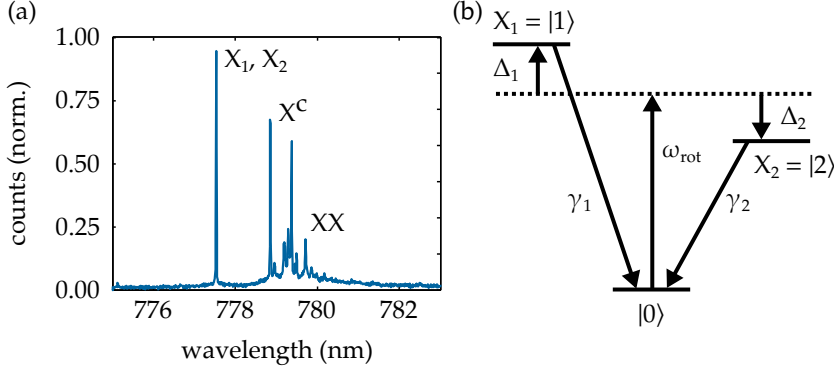 (a)
1.00
0.75
0.50
0.25
0.00
counts (norm.)
X₁, X₂
Xᶜ
XX
776
778
780
782
wavelength (nm)
(b)
X₁ = |1⟩
Δ₁
Δ₂
ω_rot
X₂ = |2⟩
γ₁
γ₂
|0⟩